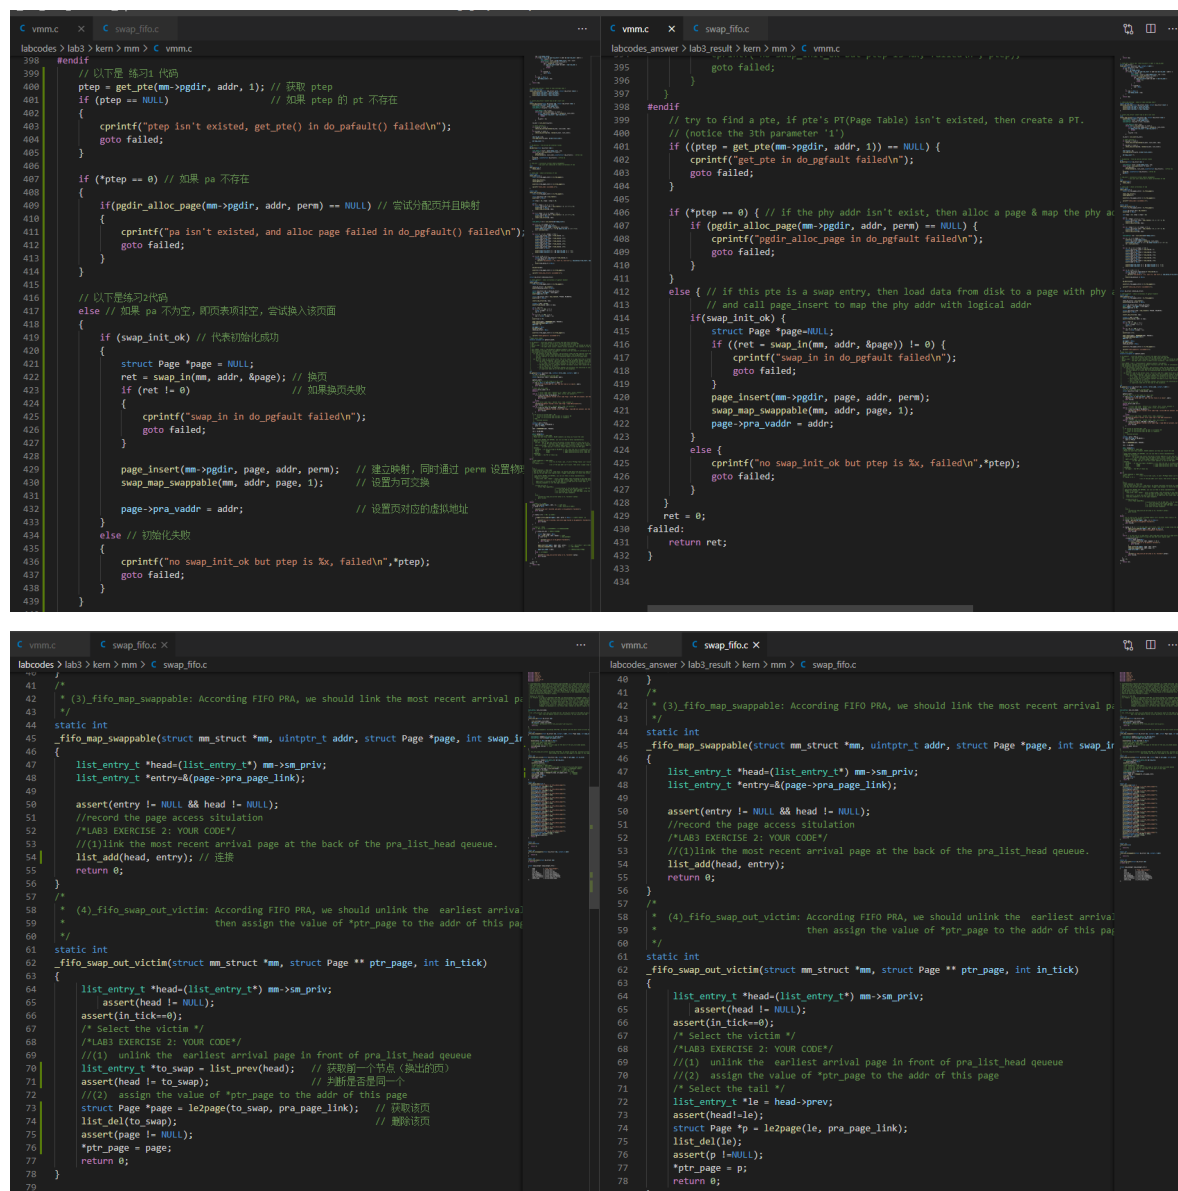 vmm.c
swap_fifo.c
labcodes > lab3 > kern > mm > C vmm.c
398 #endif
399 // 以下是 练习1 代码
400 ptep = get_pte(mm->pgdir, addr, 1); // 获取 ptep
401 if (ptep == NULL) // 如果 ptep 的 pt 不存在
402 {
403 cprintf("ptep isn't existed, get_pte() in do_pafault() failed\n");
404 goto failed;
405 }
406
407 if (*ptep == 0) // 如果 pa 不存在
408 {
409 if(pgdir_alloc_page(mm->pgdir, addr, perm) == NULL) // 尝试分配页并且映射
410 {
411 cprintf("pa isn't existed, and alloc page failed in do_pgfault() failed\n");
412 goto failed;
413 }
414 }
415
416 // 以下是练习2代码
417 else // 如果 pa 不为空，即页表项非空，尝试换入该页面
418 {
419 if (swap_init_ok) // 代表初始化成功
420 {
421 struct Page *page = NULL;
422 ret = swap_in(mm, addr, &page); // 换页
423 if (ret != 0) // 如果换页失败
424 {
425 cprintf("swap_in in do_pgfault failed\n");
426 goto failed;
427 }
428
429 page_insert(mm->pgdir, page, addr, perm); // 建立映射，同时通过 perm 设置物
430 swap_map_swappable(mm, addr, page, 1); // 设置为可交换
431
432 page->pra_vaddr = addr; // 设置页对应的虚拟地址
433 }
434 else // 初始化失败
435 {
436 cprintf("no swap_init_ok but ptep is %x, failed\n",*ptep);
437 goto failed;
438 }
439 }
vmm.c
swap_fifo.c
labcodes_answer > lab3_result > kern > mm > C vmm.c
395 goto failed;
396 }
397 }
398 #endif
399 // try to find a pte, if pte's PT(Page Table) isn't existed, then create a PT.
400 // (notice the 3th parameter '1')
401 if ((ptep = get_pte(mm->pgdir, addr, 1)) == NULL) {
402 cprintf("get_pte in do_pgfault failed\n");
403 goto failed;
404 }
405
406 if (*ptep == 0) { // if the phy addr isn't exist, then alloc a page & map the phy ad
407 if (pgdir_alloc_page(mm->pgdir, addr, perm) == NULL) {
408 cprintf("pgdir_alloc_page in do_pgfault failed\n");
409 goto failed;
410 }
411 }
412 else { // if this pte is a swap entry, then load data from disk to a page with phy a
413 // and call page_insert to map the phy addr with logical addr
414 if(swap_init_ok) {
415 struct Page *page=NULL;
416 if ((ret = swap_in(mm, addr, &page)) != 0) {
417 cprintf("swap_in in do_pgfault failed\n");
418 goto failed;
419 }
420 page_insert(mm->pgdir, page, addr, perm);
421 swap_map_swappable(mm, addr, page, 1);
422 page->pra_vaddr = addr;
423 }
424 else {
425 cprintf("no swap_init_ok but ptep is %x, failed\n",*ptep);
426 goto failed;
427 }
428 }
429 ret = 0;
430 failed:
431 return ret;
432 }
433
434
vmm.c
swap_fifo.c
labcodes > lab3 > kern > mm > C swap_fifo.c
40 }
41 /*
42 * (3)_fifo_map_swappable: According FIFO PRA, we should link the most recent arrival pa
43 */
44 static int
45 _fifo_map_swappable(struct mm_struct *mm, uintptr_t addr, struct Page *page, int swap_in
46 {
47 list_entry_t *head=(list_entry_t*) mm->sm_priv;
48 list_entry_t *entry=&(page->pra_page_link);
49
50 assert(entry != NULL && head != NULL);
51 //record the page access situlation
52 /*LAB3 EXERCISE 2: YOUR CODE*/
53 //(1)link the most recent arrival page at the back of the pra_list_head qeueue.
54 list_add(head, entry); // 连接
55 return 0;
56 }
57 /*
58 * (4)_fifo_swap_out_victim: According FIFO PRA, we should unlink the earliest arrival
59 * then assign the value of *ptr_page to the addr of this pag
60 */
61 static int
62 _fifo_swap_out_victim(struct mm_struct *mm, struct Page ** ptr_page, int in_tick)
63 {
64 list_entry_t *head=(list_entry_t*) mm->sm_priv;
65 assert(head != NULL);
66 assert(in_tick==0);
67 /* Select the victim */
68 /*LAB3 EXERCISE 2: YOUR CODE*/
69 //(1) unlink the earliest arrival page in front of pra_list_head qeueue
70 list_entry_t *to_swap = list_prev(head); // 获取前一个节点（换出的页）
71 assert(head != to_swap); // 判断是否是同一个
72 //(2) assign the value of *ptr_page to the addr of this page
73 struct Page *page = le2page(to_swap, pra_page_link); // 获取该页
74 list_del(to_swap); // 删除该页
75 assert(page != NULL);
76 *ptr_page = page;
77 return 0;
78 }
79
vmm.c
swap_fifo.c
labcodes_answer > lab3_result > kern > mm > C swap_fifo.c
40 }
41 /*
42 * (3)_fifo_map_swappable: According FIFO PRA, we should link the most recent arrival pa
43 */
44 static int
45 _fifo_map_swappable(struct mm_struct *mm, uintptr_t addr, struct Page *page, int swap_in
46 {
47 list_entry_t *head=(list_entry_t*) mm->sm_priv;
48 list_entry_t *entry=&(page->pra_page_link);
49
50 assert(entry != NULL && head != NULL);
51 //record the page access situlation
52 /*LAB3 EXERCISE 2: YOUR CODE*/
53 //(1)link the most recent arrival page at the back of the pra_list_head qeueue.
54 list_add(head, entry);
55 return 0;
56 }
57 /*
58 * (4)_fifo_swap_out_victim: According FIFO PRA, we should unlink the earliest arriva
59 * then assign the value of *ptr_page to the addr of this pag
60 */
61 static int
62 _fifo_swap_out_victim(struct mm_struct *mm, struct Page ** ptr_page, int in_tick)
63 {
64 list_entry_t *head=(list_entry_t*) mm->sm_priv;
65 assert(head != NULL);
66 assert(in_tick==0);
67 /* Select the victim */
68 /*LAB3 EXERCISE 2: YOUR CODE*/
69 //(1) unlink the earliest arrival page in front of pra_list_head qeueue
70 //(2) assign the value of *ptr_page to the addr of this page
71 /* Select the tail */
72 list_entry_t *le = head->prev;
73 assert(head!=le);
74 struct Page *p = le2page(le, pra_page_link);
75 list_del(le);
76 assert(p !=NULL);
77 *ptr_page = p;
78 return 0;